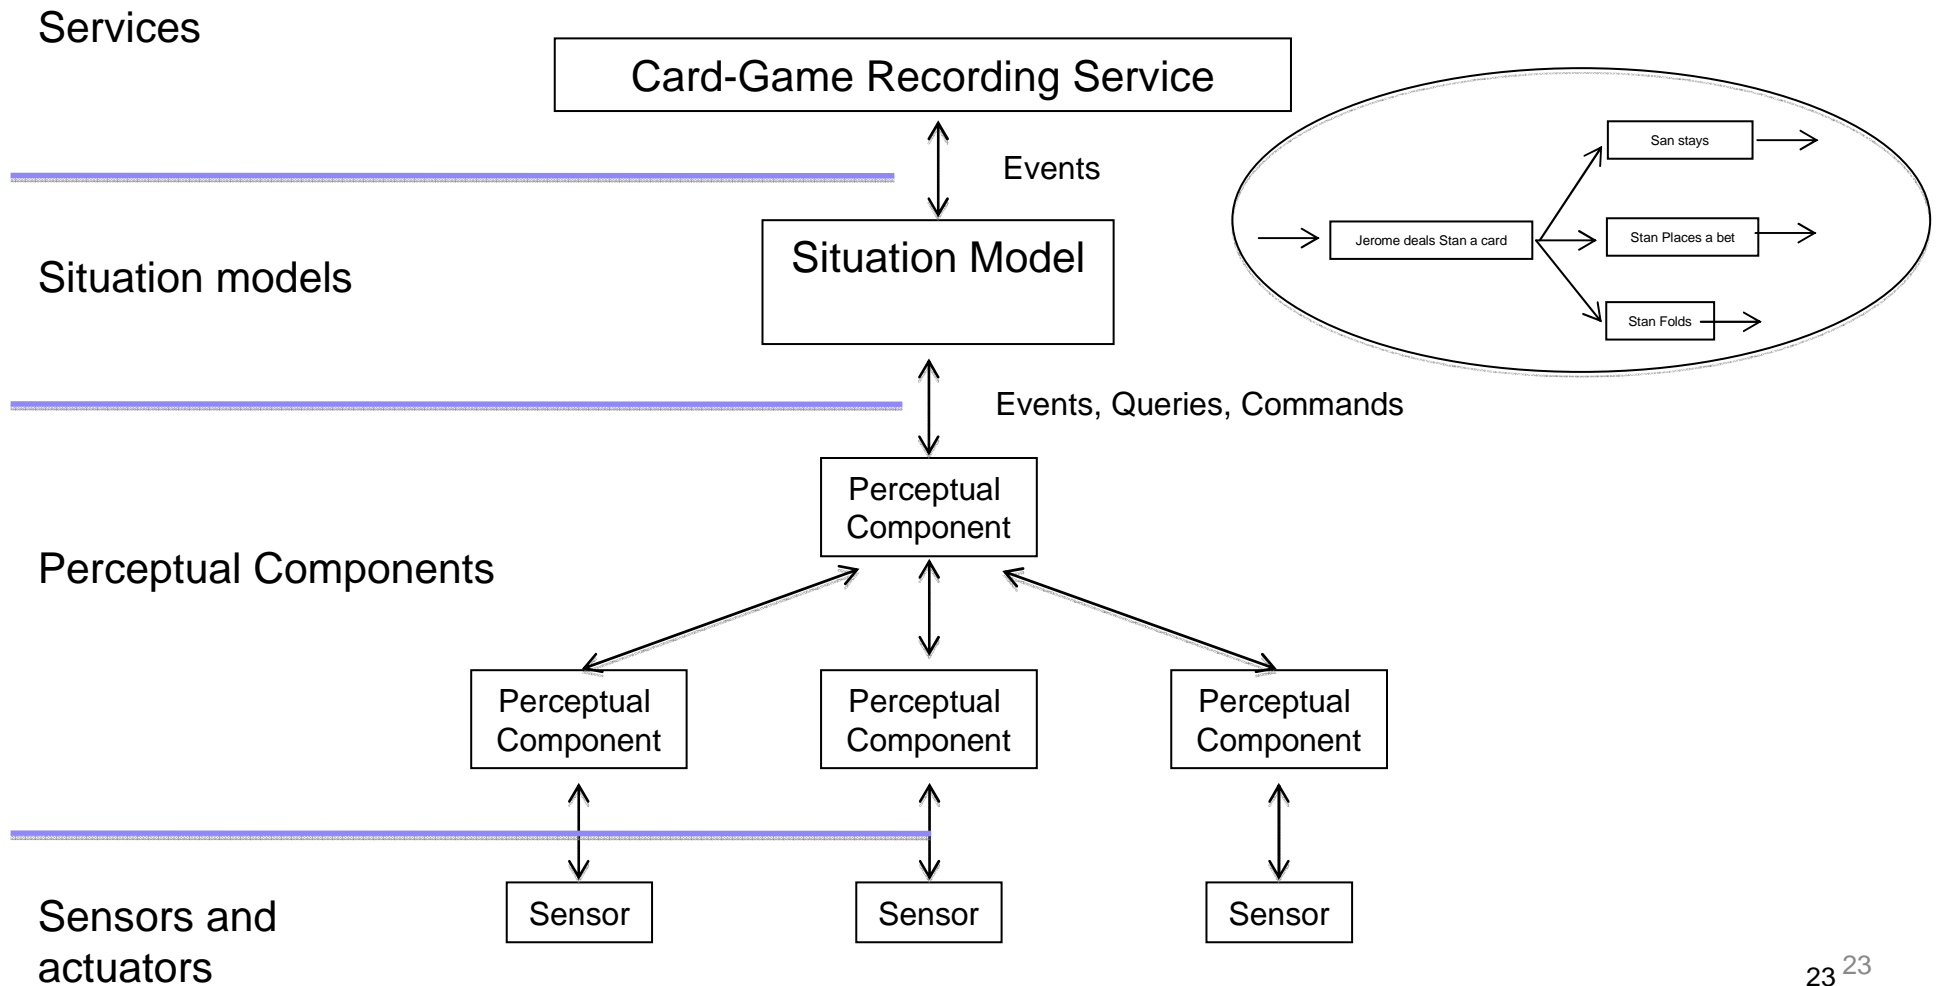 Services
Card-Game Recording Service
Events
San stays
Jerome deals Stan a card
Stan Places a bet
Stan Folds
Situation models
Situation Model
Events, Queries, Commands
Perceptual
Component
Perceptual Components
Perceptual
Component
Perceptual
Component
Perceptual
Component
Sensors and
actuators
Sensor
Sensor
Sensor
23
23